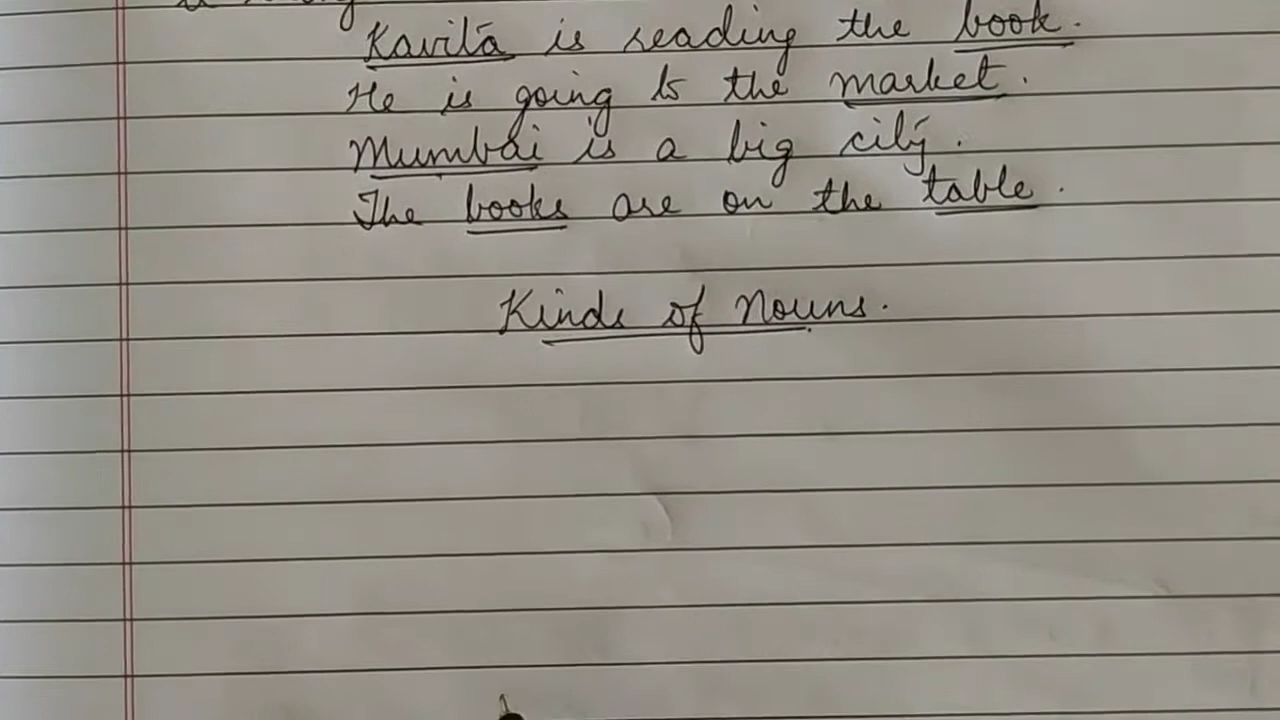 Kavita is reading the book.
He is going to the market.
Mumbai is a big city.
The books are on the table.
Kinds of Nouns.